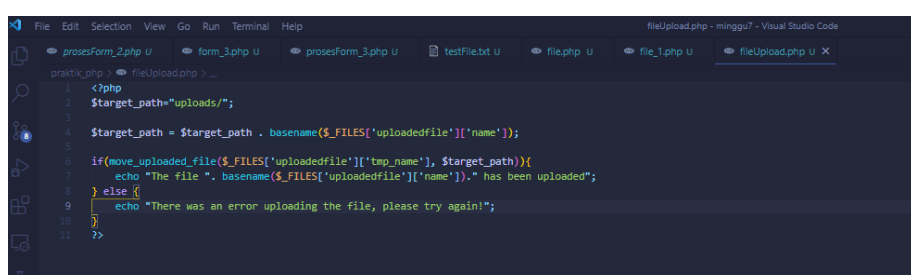 File Edit Selection View Go Run Terminal Help fileUpload.php - minggu7 - Visual Studio Code
prosesForm_2.php U form_3.php U prosesForm_3.php U testFile.txt U file.php U file_1.php U fileUpload.php U
praktik_php > fileUpload.php > ...
1 <?php
2 $target_path="uploads/";
3
4 $target_path = $target_path . basename($_FILES['uploadedfile']['name']);
5
6 if(move_uploaded_file($_FILES['uploadedfile']['tmp_name'], $target_path)){
7 echo "The file ". basename($_FILES['uploadedfile']['name'])." has been uploaded";
8 } else {
9 echo "There was an error uploading the file, please try again!";
10 }
11 ?>
8